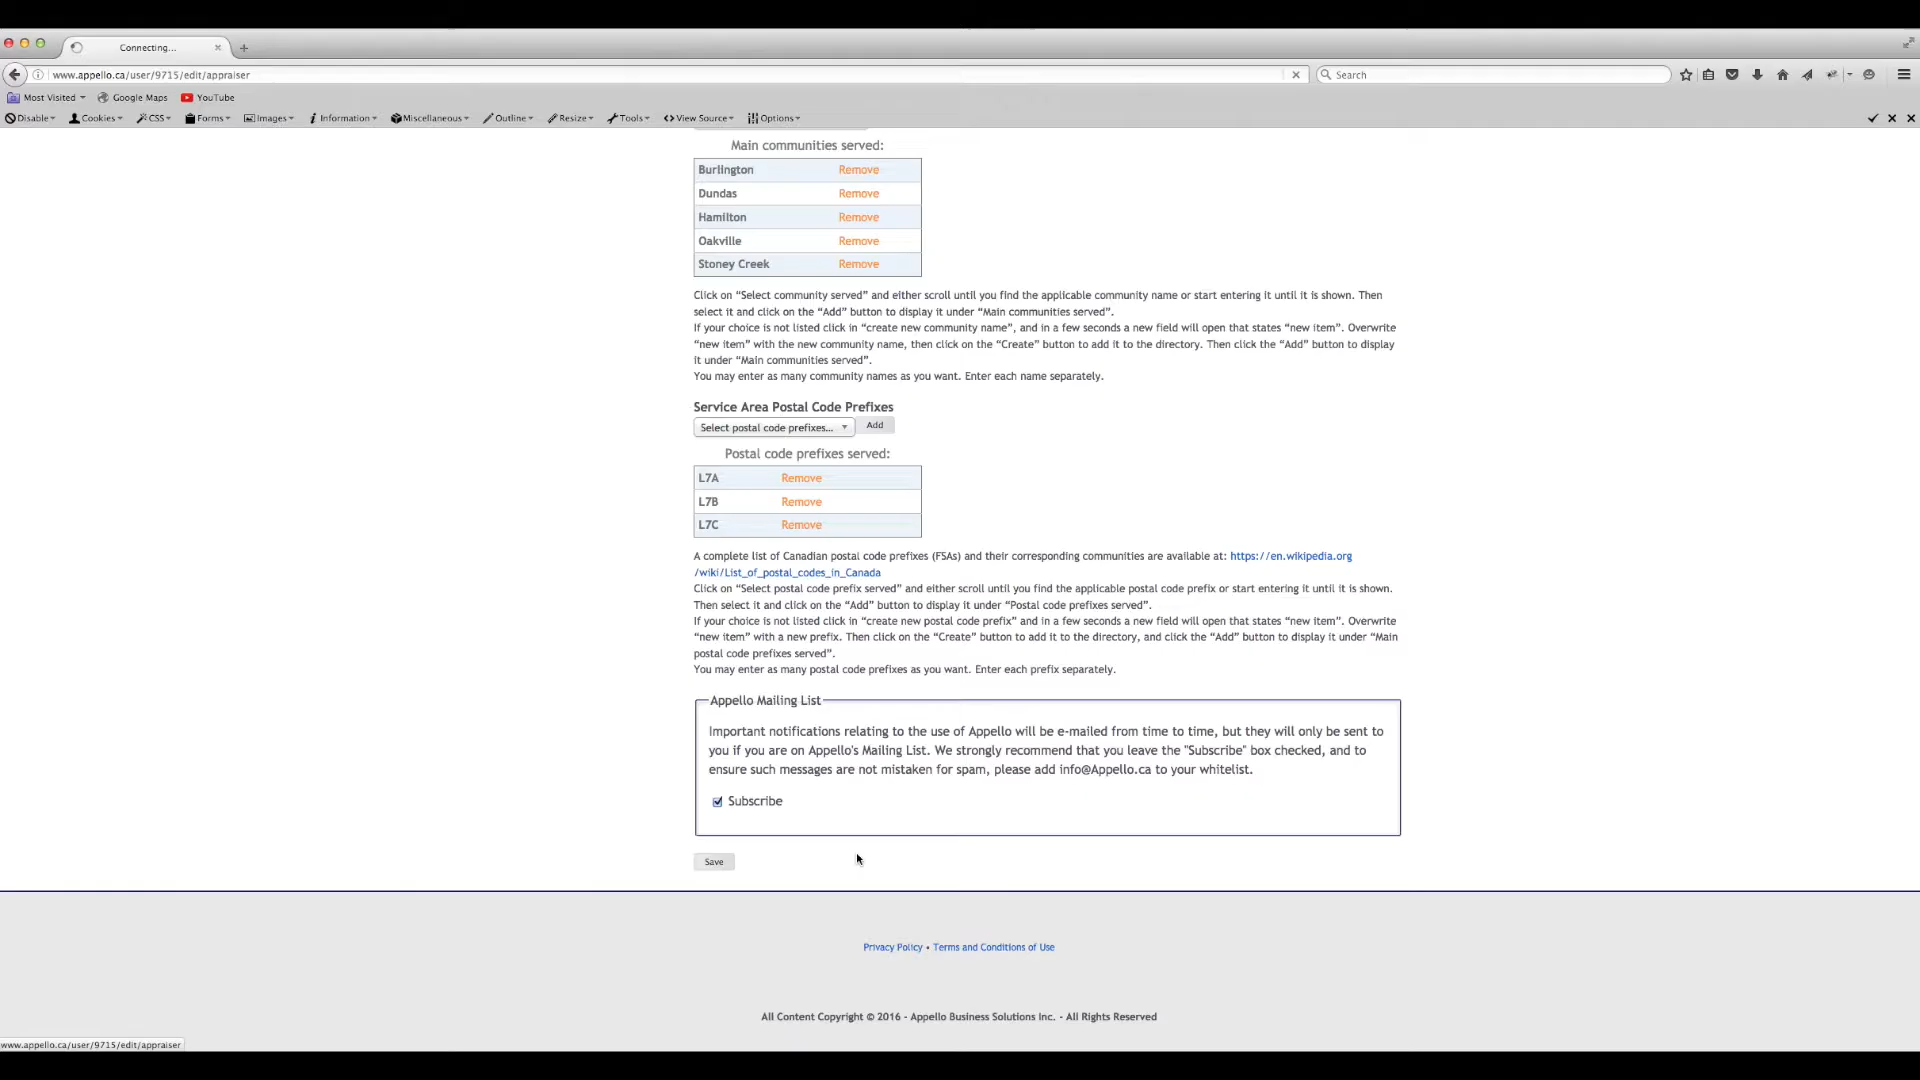 Connecting...
www.appello.ca/user/9715/edit/appraiser
Search
Most Visited
Google Maps
YouTube
Disable
Cookies
CSS
Forms
Images
Information
Miscellaneous
Outline
Resize
Tools
View Source
Options
Main communities served:
Burlington Remove
Dundas Remove
Hamilton Remove
Oakville Remove
Stoney Creek Remove
Click on “Select community served” and either scroll until you find the applicable community name or start entering it until it is shown. Then
select it and click on the “Add” button to display it under “Main communities served”.
If your choice is not listed click in “create new community name”, and in a few seconds a new field will open that states “new item”. Overwrite
“new item” with the new community name, then click on the “Create” button to add it to the directory. Then click the “Add” button to display
it under “Main communities served”.
You may enter as many community names as you want. Enter each name separately.
Service Area Postal Code Prefixes
Select postal code prefixes... Add
Postal code prefixes served:
L7A Remove
L7B Remove
L7C Remove
A complete list of Canadian postal code prefixes (FSAs) and their corresponding communities are available at: https://en.wikipedia.org
/wiki/List_of_postal_codes_in_Canada
Click on “Select postal code prefix served” and either scroll until you find the applicable postal code prefix or start entering it until it is shown.
Then select it and click on the “Add” button to display it under “Postal code prefixes served”.
If your choice is not listed click in “create new postal code prefix” and in a few seconds a new field will open that states “new item”. Overwrite
“new item” with a new prefix. Then click on the “Create” button to add it to the directory, and click the “Add” button to display it under “Main
postal code prefixes served”.
You may enter as many postal code prefixes as you want. Enter each prefix separately.
Appello Mailing List
Important notifications relating to the use of Appello will be e-mailed from time to time, but they will only be sent to
you if you are on Appello's Mailing List. We strongly recommend that you leave the "Subscribe" box checked, and to
ensure such messages are not mistaken for spam, please add info@Appello.ca to your whitelist.
Subscribe
Save
Privacy Policy • Terms and Conditions of Use
All Content Copyright © 2016 - Appello Business Solutions Inc. - All Rights Reserved
www.appello.ca/user/9715/edit/appraiser